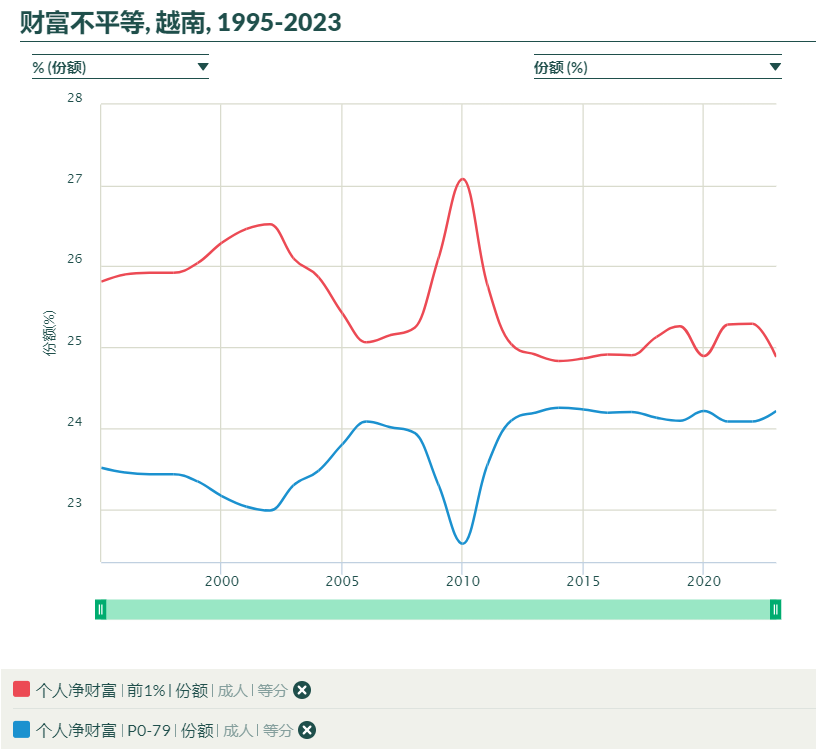 财富不平等, 越南, 1995-2023
% (份额)
份额 (%)
28
27
26
25
24
23
份额(%)
2000 2005 2010 2015 2020
个人净财富 | 前1% | 份额 | 成人 | 等分
个人净财富 | P0-79 | 份额 | 成人 | 等分